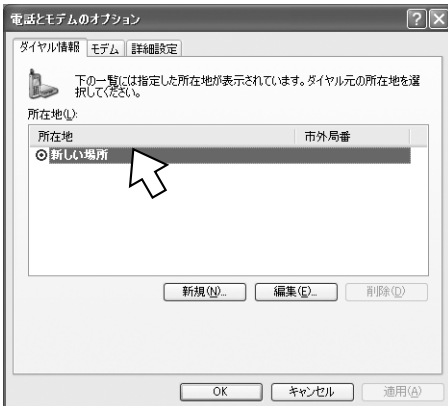 電話とモデムのオプション
ダイヤル情報 モデム 詳細設定
下の一覧には指定した所在地が表示されています。ダイヤル元の所在地を選
択してください。
所在地(L):
所在地 市外局番
新しい場所
新規(N)... 編集(E)... 削除(D)
OK キャンセル 適用(A)